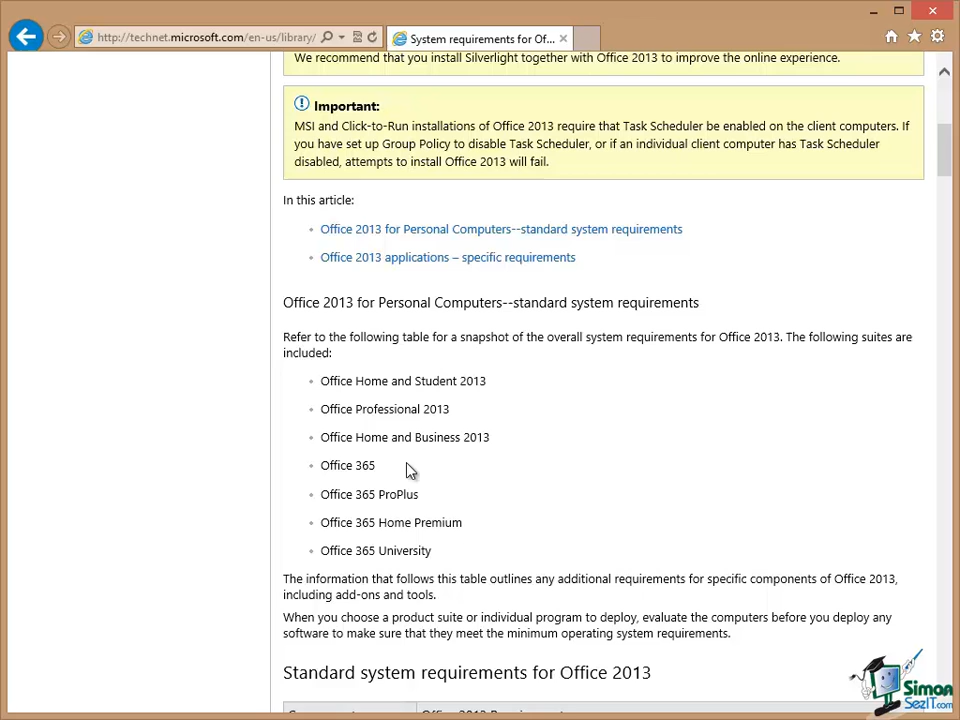 http://technet.microsoft.com/en-us/library/
System requirements for Of...
We recommend that you install Silverlight together with Office 2013 to improve the online experience.
Important:
MSI and Click-to-Run installations of Office 2013 require that Task Scheduler be enabled on the client computers. If
you have set up Group Policy to disable Task Scheduler, or if an individual client computer has Task Scheduler
disabled, attempts to install Office 2013 will fail.
In this article:
Office 2013 for Personal Computers--standard system requirements
Office 2013 applications – specific requirements
Office 2013 for Personal Computers--standard system requirements
Refer to the following table for a snapshot of the overall system requirements for Office 2013. The following suites are
included:
Office Home and Student 2013
Office Professional 2013
Office Home and Business 2013
Office 365
Office 365 ProPlus
Office 365 Home Premium
Office 365 University
The information that follows this table outlines any additional requirements for specific components of Office 2013,
including add-ons and tools.
When you choose a product suite or individual program to deploy, evaluate the computers before you deploy any
software to make sure that they meet the minimum operating system requirements.
Standard system requirements for Office 2013
Simon
SezIT.com